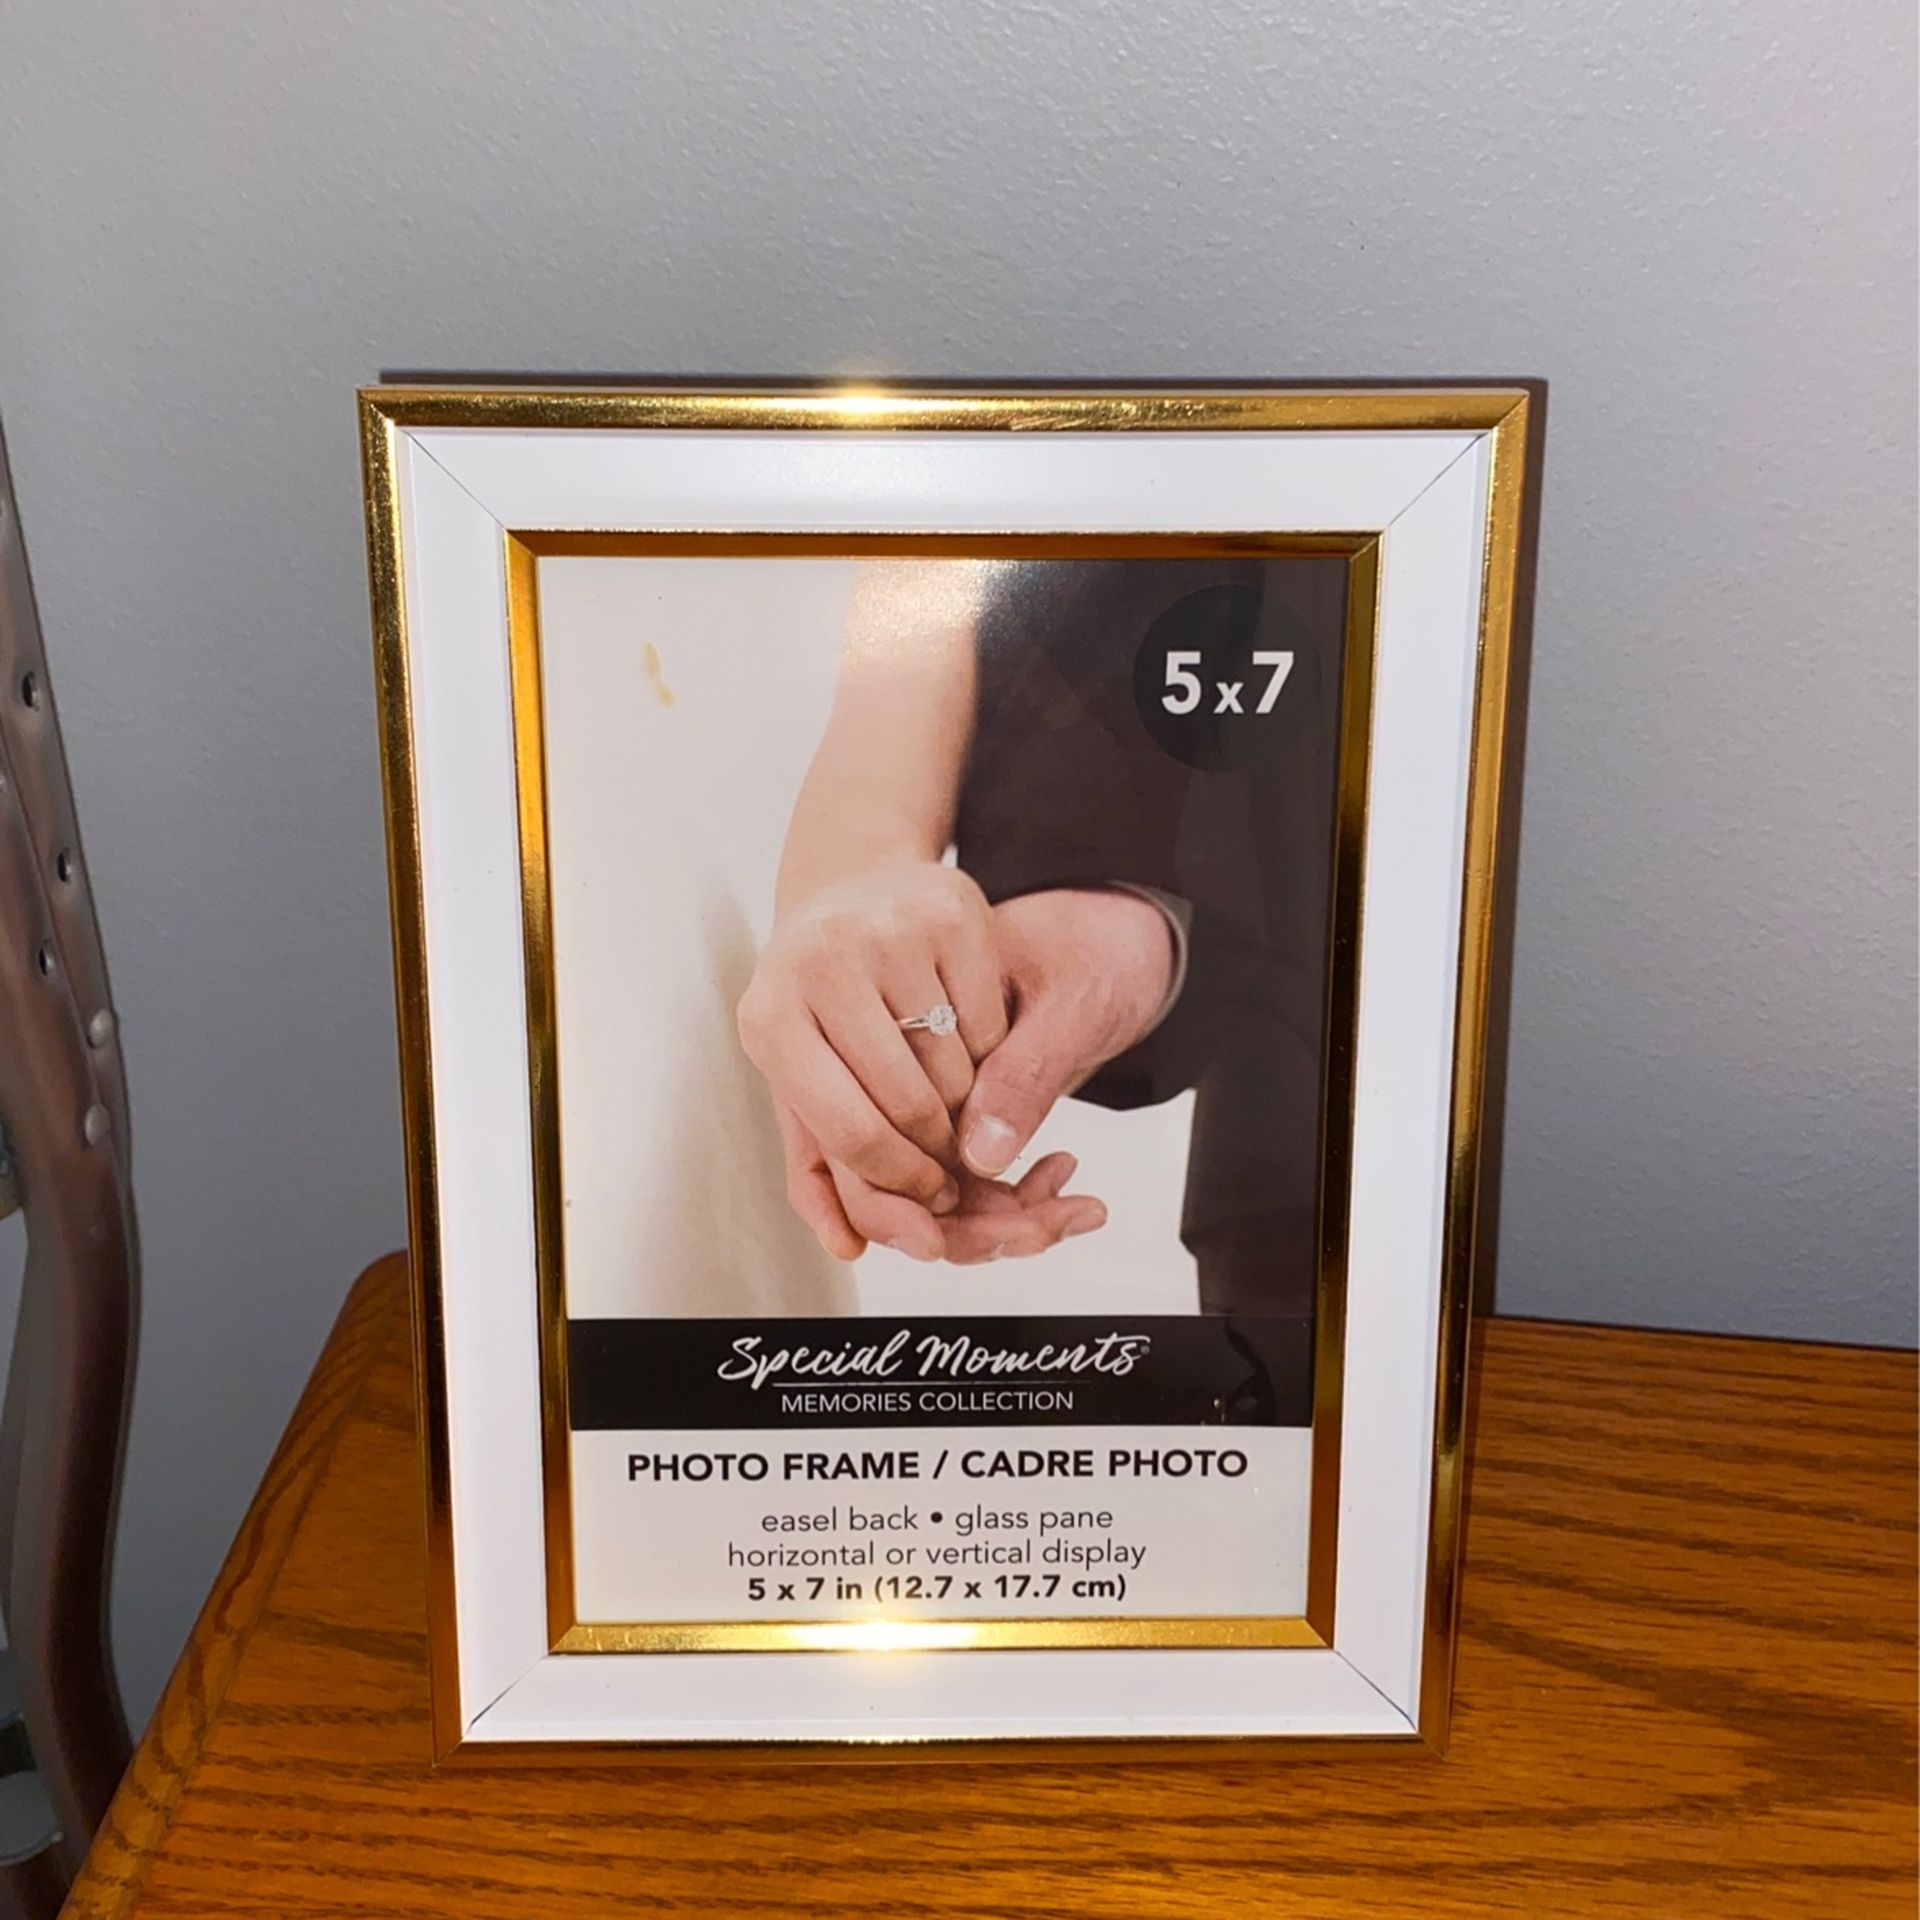 5x7
Special Moments®
MEMORIES COLLECTION
PHOTO FRAME / CADRE PHOTO
easel back • glass pane
horizontal or vertical display
5 x 7 in (12.7 x 17.7 cm)